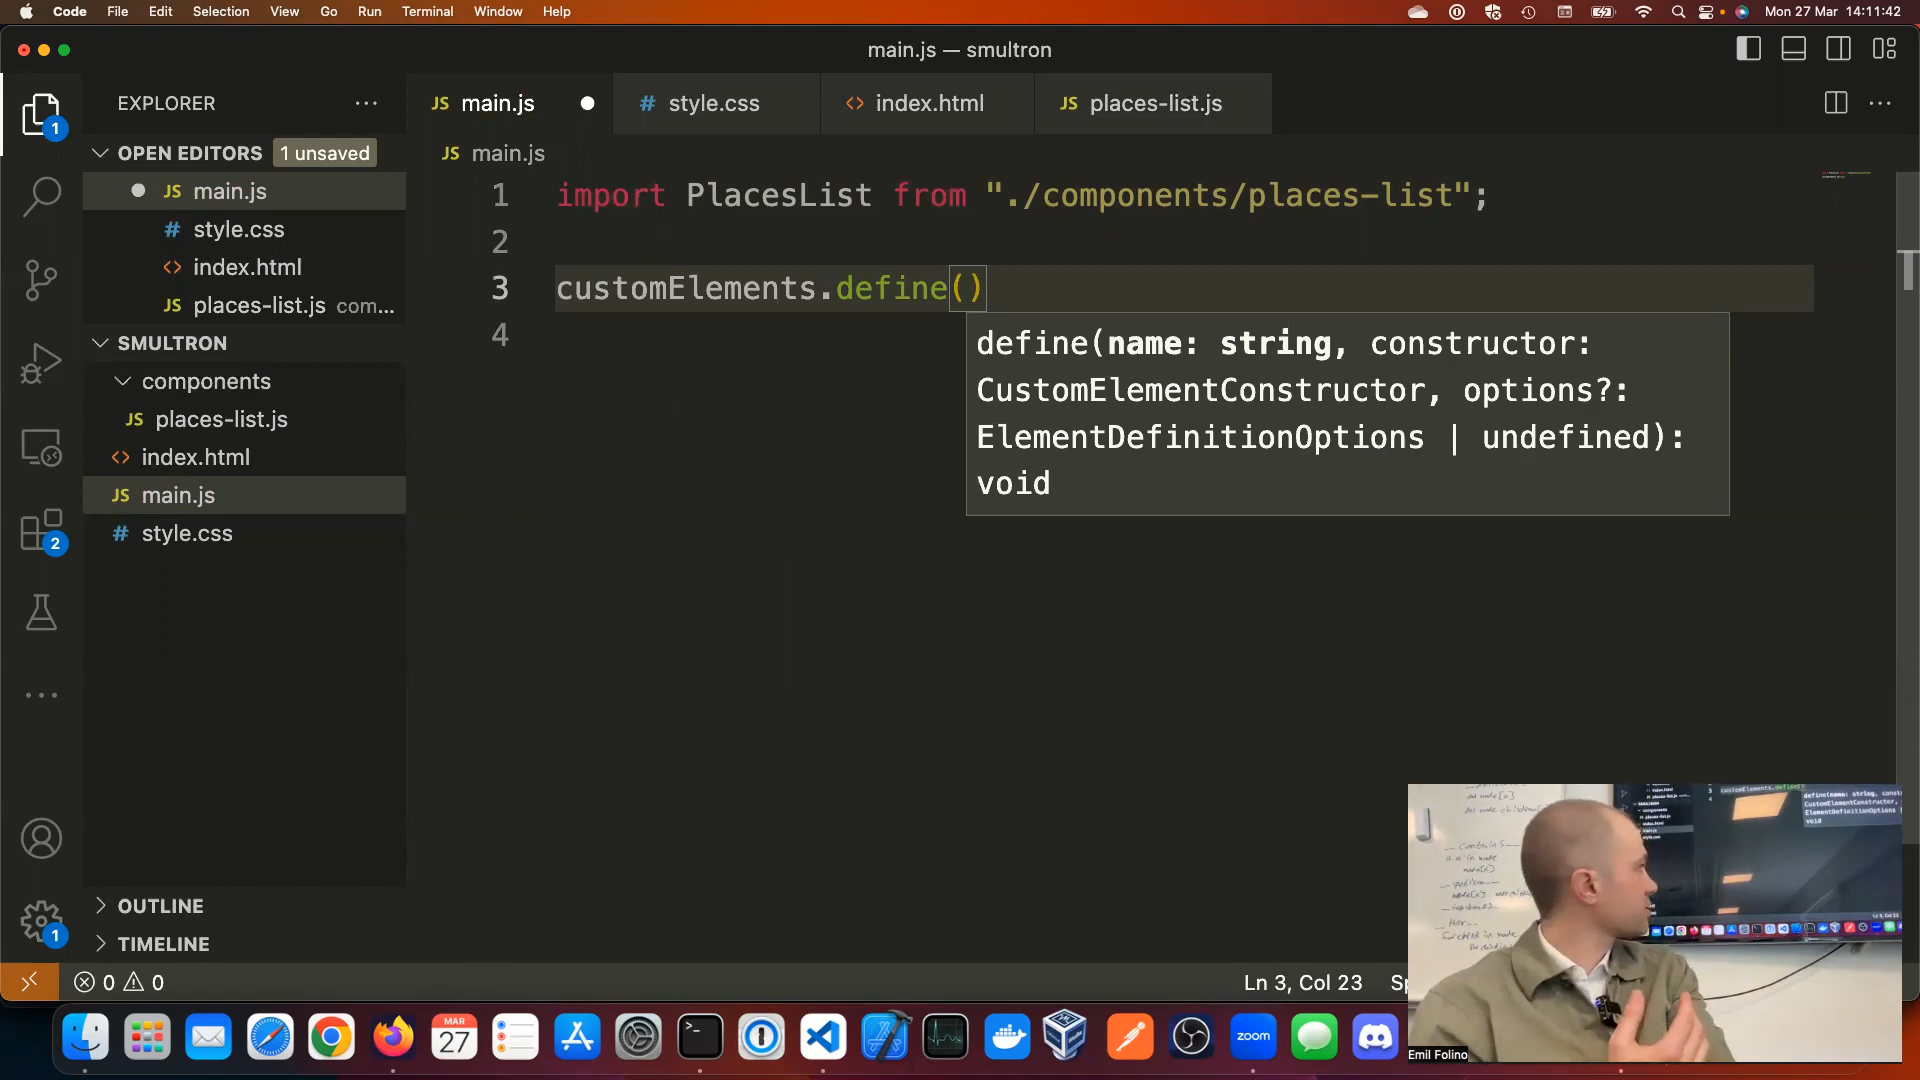 Code File Edit Selection View Go Run Terminal Window Help Mon 27 Mar 14:11:42
main.js — smultron
EXPLORER
1
OPEN EDITORS 1 unsaved
JS main.js
# style.css
<> index.html
JS places-list.js com...
SMULTRON
components
JS places-list.js
<> index.html
JS main.js
# style.css
2
OUTLINE
1
TIMELINE
JS main.js # style.css <> index.html JS places-list.js
JS main.js
1 import PlacesList from "./components/places-list";
2
3 customElements.define()
4
define(name: string, constructor:
CustomElementConstructor, options?:
ElementDefinitionOptions | undefined):
void
0 0
Ln 3, Col 23 Sp
MAR
27
zoom
Emil Folino